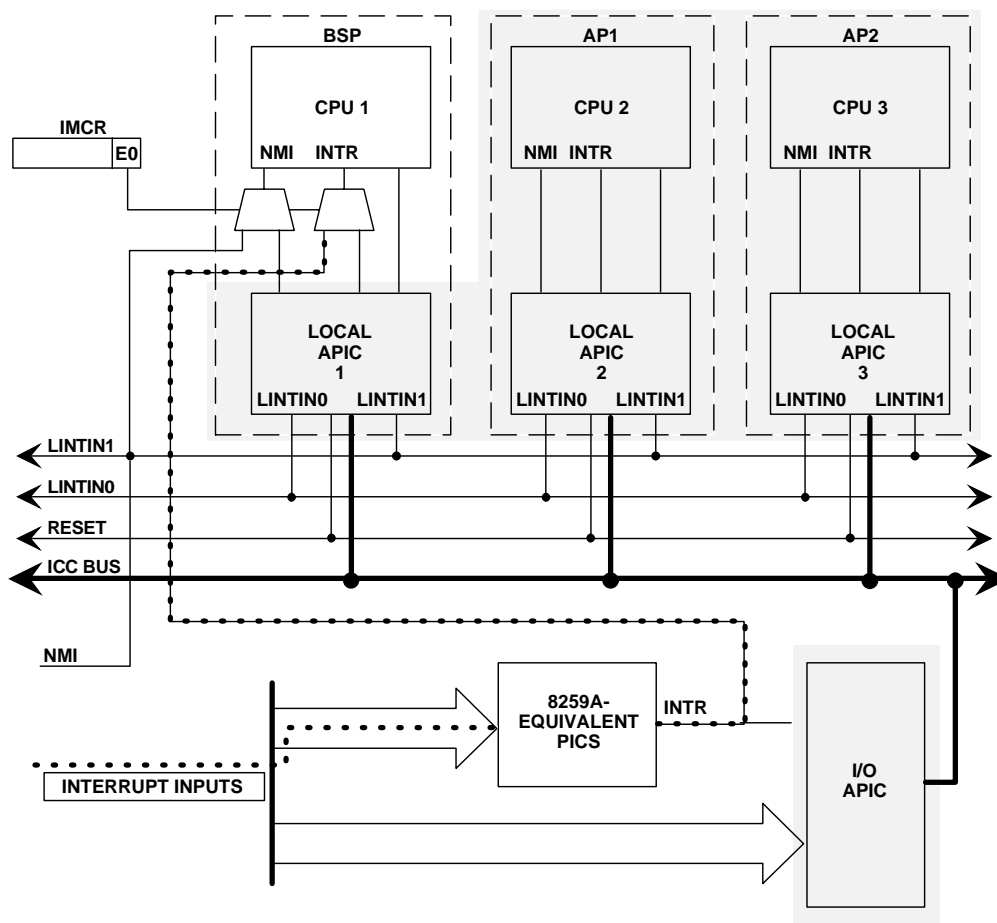 BSP
AP1
AP2
CPU 1
CPU 2
CPU 3
IMCR
E0
NMI INTR
NMI INTR
NMI INTR
LOCAL
APIC
1
LOCAL
APIC
2
LOCAL
APIC
3
LINTIN0 LINTIN1
LINTIN0 LINTIN1
LINTIN0 LINTIN1
LINTIN1
LINTIN0
RESET
ICC BUS
NMI
8259A-
EQUIVALENT
PICS
INTR
INTERRUPT INPUTS
I/O
APIC